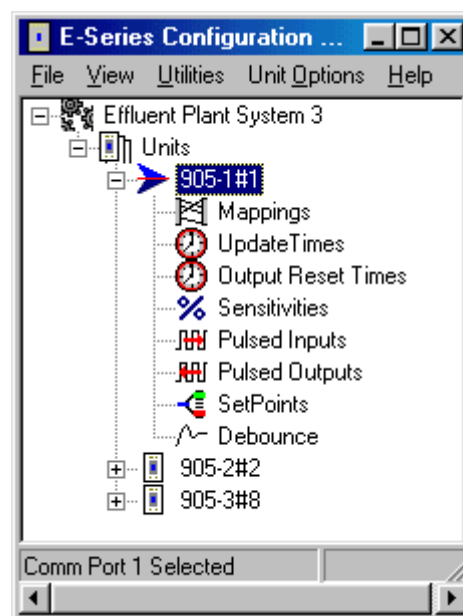 E-Series Configuration ...
File View Utilities Unit Options Help
Effluent Plant System 3
Units
905-1#1
Mappings
UpdateTimes
Output Reset Times
Sensitivities
Pulsed Inputs
Pulsed Outputs
SetPoints
Debounce
905-2#2
905-3#8
Comm Port 1 Selected